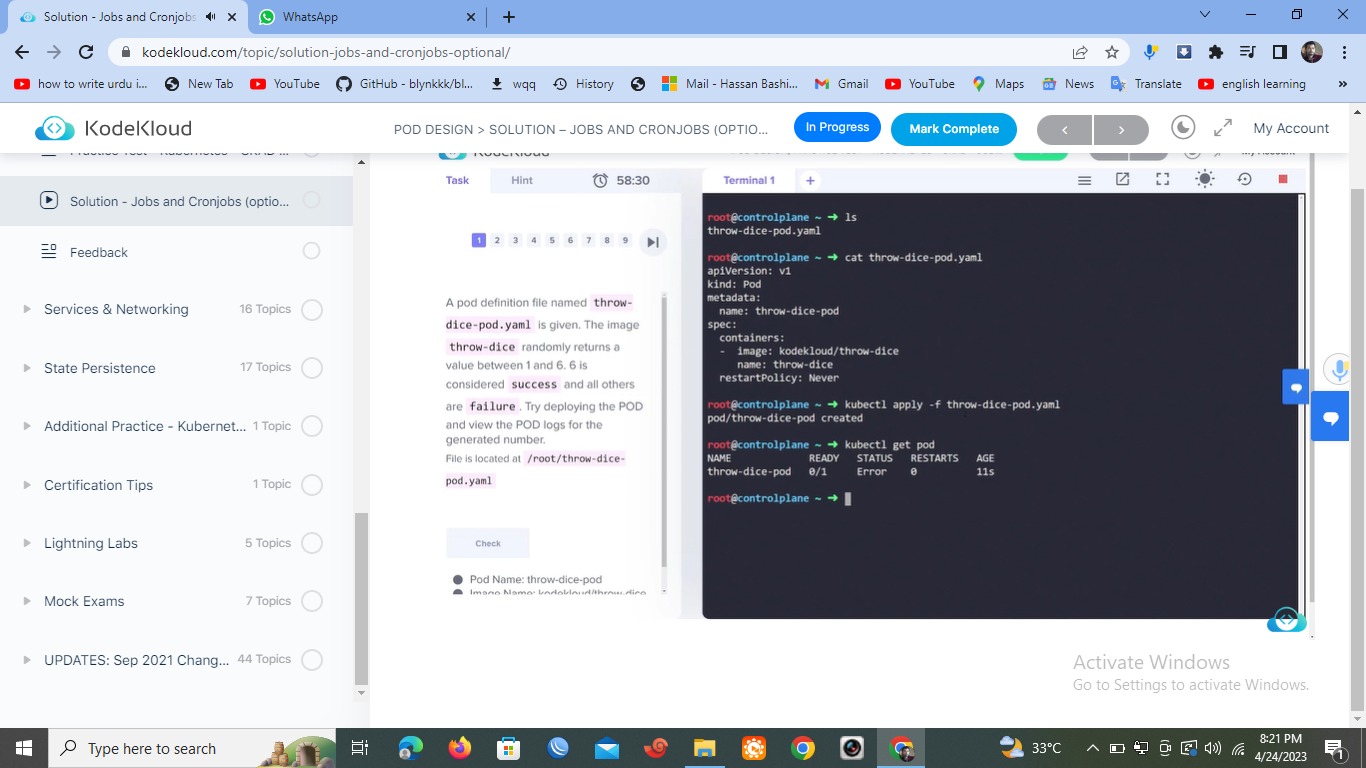 Solution - Jobs and Cronjobs
WhatsApp
kodekloud.com/topic/solution-jobs-and-cronjobs-optional/
how to write urdu i...
New Tab
YouTube
GitHub - blynkkk/bl...
wqq
History
Mail - Hassan Bashi...
Gmail
YouTube
Maps
News
Translate
english learning
»
KodeKloud
POD DESIGN > SOLUTION – JOBS AND CRONJOBS (OPTIO...
In Progress
Mark Complete
<
>
My Account
Solution - Jobs and Cronjobs (optio...
Feedback
Services & Networking 16 Topics
State Persistence 17 Topics
Additional Practice - Kubernet... 1 Topic
Certification Tips 1 Topic
Lightning Labs 5 Topics
Mock Exams 7 Topics
UPDATES: Sep 2021 Chang... 44 Topics
Task
Hint
58:30
1 2 3 4 5 6 7 8 9
A pod definition file named throw-
dice-pod.yaml is given. The image
throw-dice randomly returns a
value between 1 and 6. 6 is
considered success and all others
are failure. Try deploying the POD
and view the POD logs for the
generated number.
File is located at /root/throw-dice-
pod.yaml
Check
Pod Name: throw-dice-pod
Image Name: kodekloud/throw-dice
Terminal 1
+
root@controlplane ~ ➜ ls
throw-dice-pod.yaml
root@controlplane ~ ➜ cat throw-dice-pod.yaml
apiVersion: v1
kind: Pod
metadata:
name: throw-dice-pod
spec:
containers:
- image: kodekloud/throw-dice
name: throw-dice
restartPolicy: Never
root@controlplane ~ ➜ kubectl apply -f throw-dice-pod.yaml
pod/throw-dice-pod created
root@controlplane ~ ➜ kubectl get pod
NAME READY STATUS RESTARTS AGE
throw-dice-pod 0/1 Error 0 11s
root@controlplane ~ ➜
Activate Windows
Go to Settings to activate Windows.
Type here to search
33°C
8:21 PM
4/24/2023
1